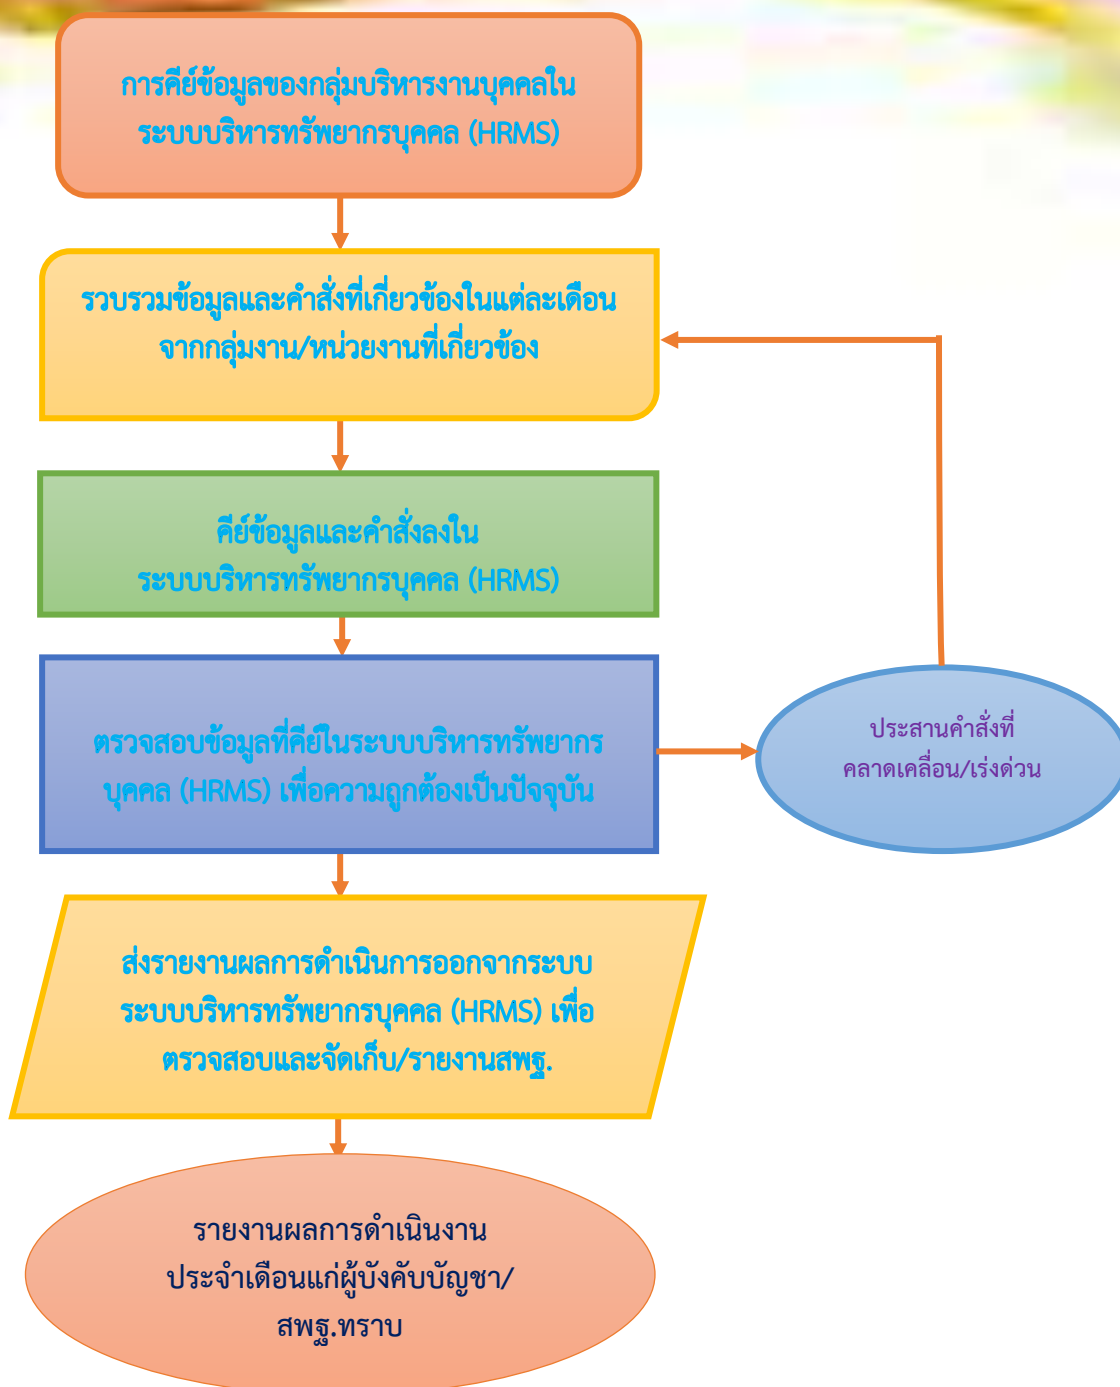 การคีย์ข้อมูลของกลุ่มบริหารงานบุคคลใน
ระบบบริหารทรัพยากรบุคคล (HRMS)
รวบรวมข้อมูลและคำสั่งที่เกี่ยวข้องในแต่ละเดือน
จากกลุ่มงาน/หน่วยงานที่เกี่ยวข้อง
คีย์ข้อมูลและคำสั่งลงใน
ระบบบริหารทรัพยากรบุคคล (HRMS)
ตรวจสอบข้อมูลที่คีย์ในระบบบริหารทรัพยากร
บุคคล (HRMS) เพื่อความถูกต้องเป็นปัจจุบัน
ประสานคำสั่งที่
คลาดเคลื่อน/เร่งด่วน
ส่งรายงานผลการดำเนินการออกจากระบบ
ระบบบริหารทรัพยากรบุคคล (HRMS) เพื่อ
ตรวจสอบและจัดเก็บ/รายงานสพฐ.
รายงานผลการดำเนินงาน
ประจำเดือนแก่ผู้บังคับบัญชา/
สพฐ.ทราบ